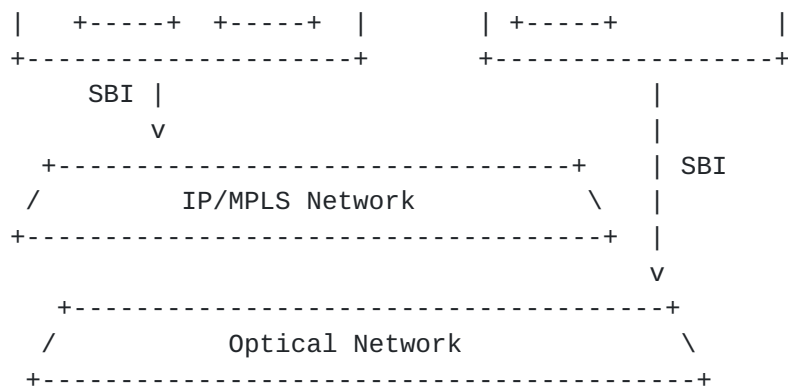 |   +-----+  +-----+  |       | +-----+          |
+---------------------+       +------------------+
     SBI |                               |
         v                               |
  +---------------------------------+    | SBI
 /         IP/MPLS Network           \   |
+--------------------------------------+  |
                                         v
   +---------------------------------------+
  /           Optical Network              \
 +-------------------------------------------+